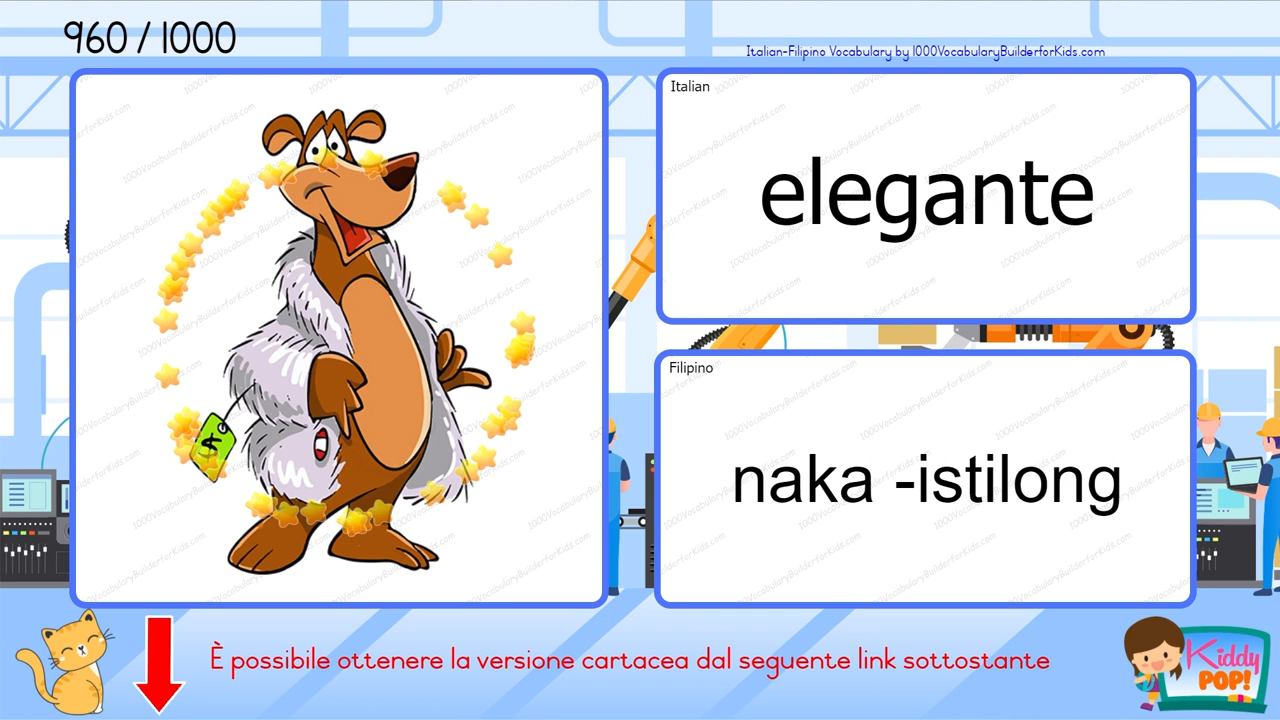 960 / 1000
Italian-Filipino Vocabulary by 1000VocabularyBuilderforKids.com
Italian
elegante
Filipino
naka -istilong
È possibile ottenere la versione cartacea dal seguente link sottostante
Kiddy
POP!